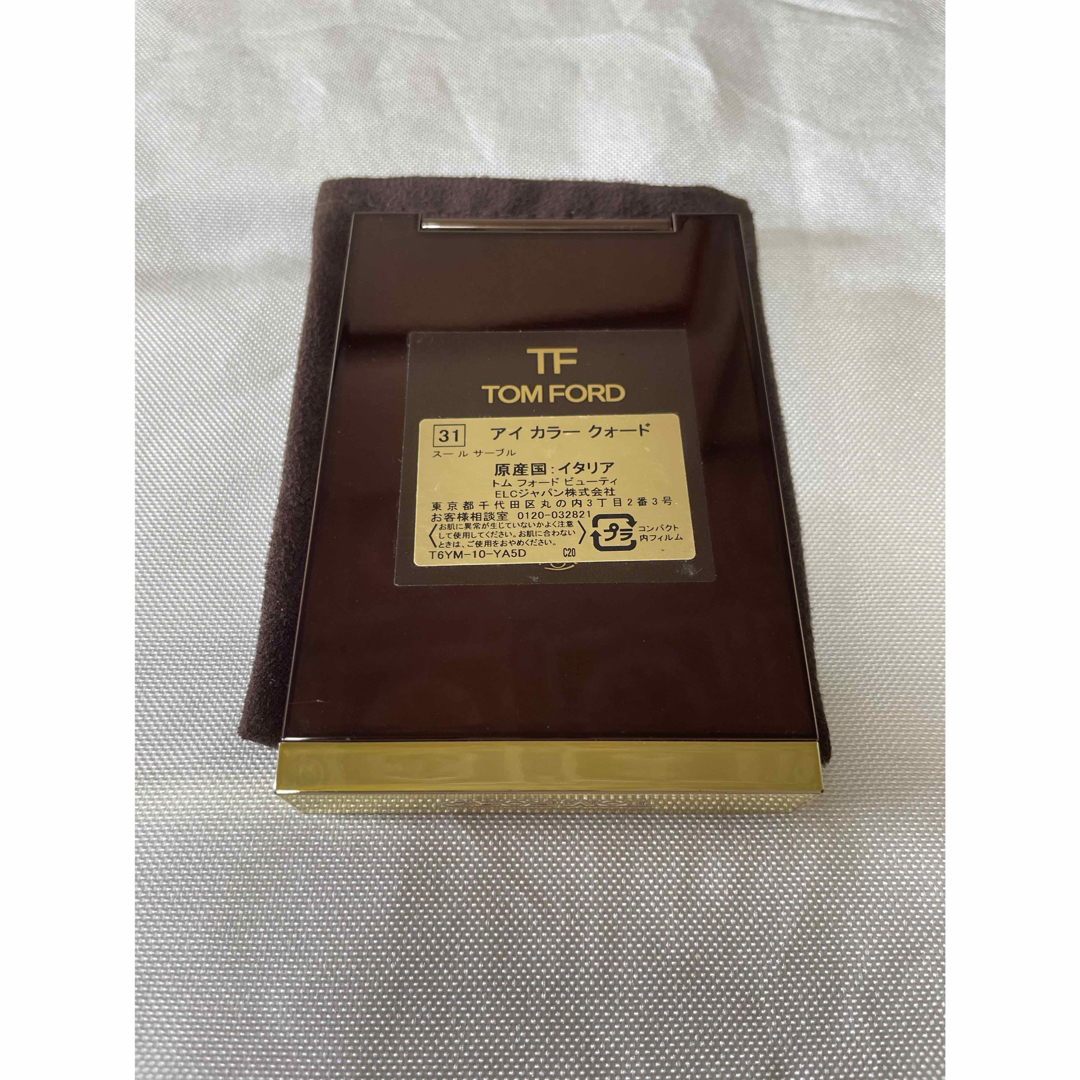 TF
TOM FORD
31 アイ カラー クォード
スール サーブル
原産国:イタリア
トム フォード ビューティ
ELCジャパン株式会社
東京都千代田区丸の内3丁目2番3号
お客様相談室 0120-032821
お肌に異常が生じていないかよく注意
して使用してください。お肌に合わない
ときは、ご使用をおやめください。
プラ
コンパクト
内フィルム
T6YM-10-YA5D C20